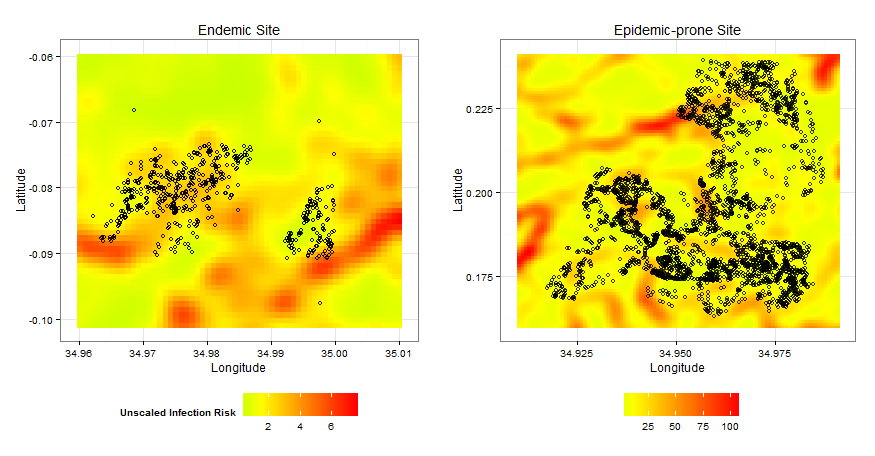 Endemic Site
Epidemic-prone Site
-0.06
-0.07
-0.08
-0.09
-0.10
Latitude
34.96 34.97 34.98 34.99 35.00 35.01
Longitude
0.225
0.200
0.175
Latitude
34.925 34.950 34.975
Longitude
Unscaled Infection Risk
2 4 6
25 50 75 100